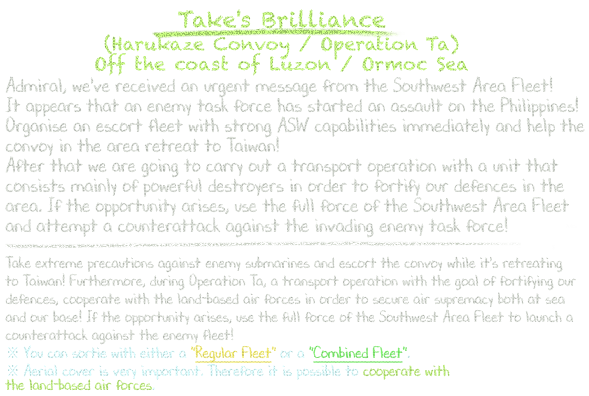 Take's Brilliance
(Harukaze Convoy / Operation Ta)
Off the coast of Luzon / Ormoc Sea
Admiral, we've received an urgent message from the Southwest Area Fleet!
It appears that an enemy task force has started an assault on the Philippines!
Organise an escort fleet with strong ASW capabilities immediately and help the
convoy in the area retreat to Taiwan!
After that we are going to carry out a transport operation with a unit that
consists mainly of powerful destroyers in order to fortify our defences in the
area. If the opportunity arises, use the full force of the Southwest Area Fleet
and attempt a counterattack against the invading enemy task force!
Take extreme precautions against enemy submarines and escort the convoy while it's retreating
to Taiwan! Furthermore, during Operation Ta, a transport operation with the goal of fortifying our
defences, cooperate with the land-based air forces in order to secure air supremacy both at sea
and our base! If the opportunity arises, use the full force of the Southwest Area Fleet to launch a
counterattack against the enemy fleet!
※ You can sortie with either a "Regular Fleet" or a "Combined Fleet".
※ Aerial cover is very important. Therefore it is possible to cooperate with
the land-based air forces.